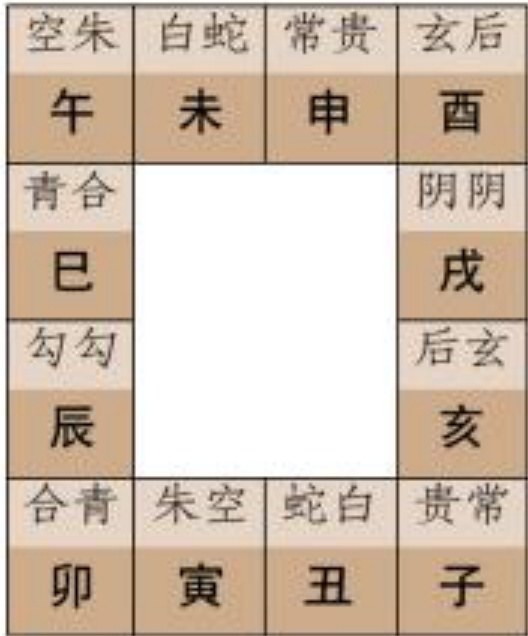 空朱 白蛇 常贵 玄后
午 未 申 酉
青合 阴阴
巳 戌
勾勾 后玄
辰 亥
合青 朱空 蛇白 贵常
卯 寅 丑 子